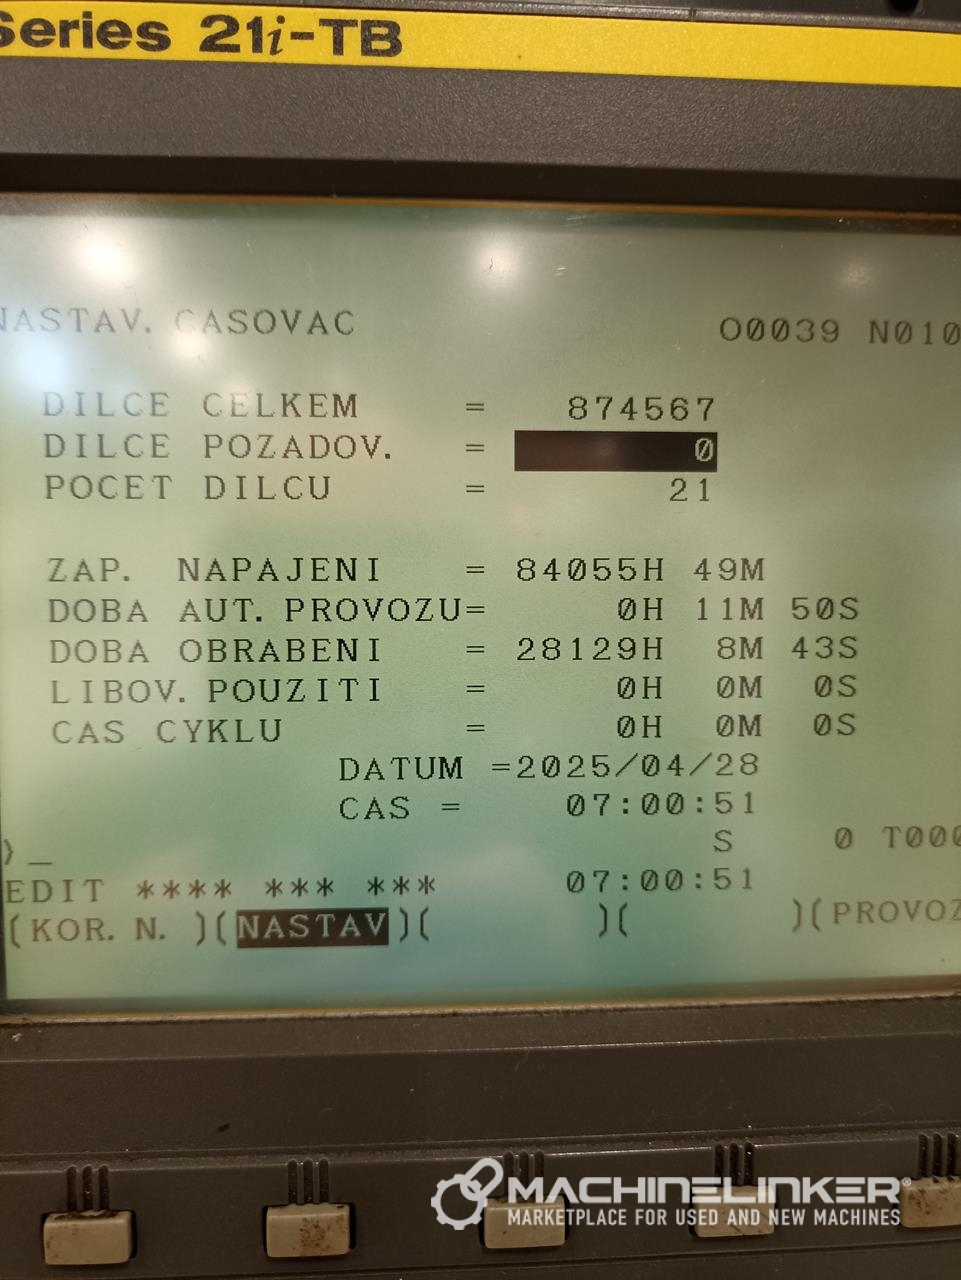 Series 21i-TB
NASTAV. CASOVAC O0039 N010
DILCE CELKEM = 874567
DILCE POZADOV. = 0
POCET DILCU = 21
ZAP. NAPAJENI = 84055H 49M
DOBA AUT. PROVOZU= 0H 11M 50S
DOBA OBRABENI = 28129H 8M 43S
LIBOV. POUZITI = 0H 0M 0S
CAS CYKLU = 0H 0M 0S
DATUM =2025/04/28
CAS = 07:00:51
S 0 T000
) _
EDIT **** *** *** 07:00:51
(KOR. N. )(NASTAV)( )( )(PROVOZ
MACHINELINKER®
MARKETPLACE FOR USED AND NEW MACHINES